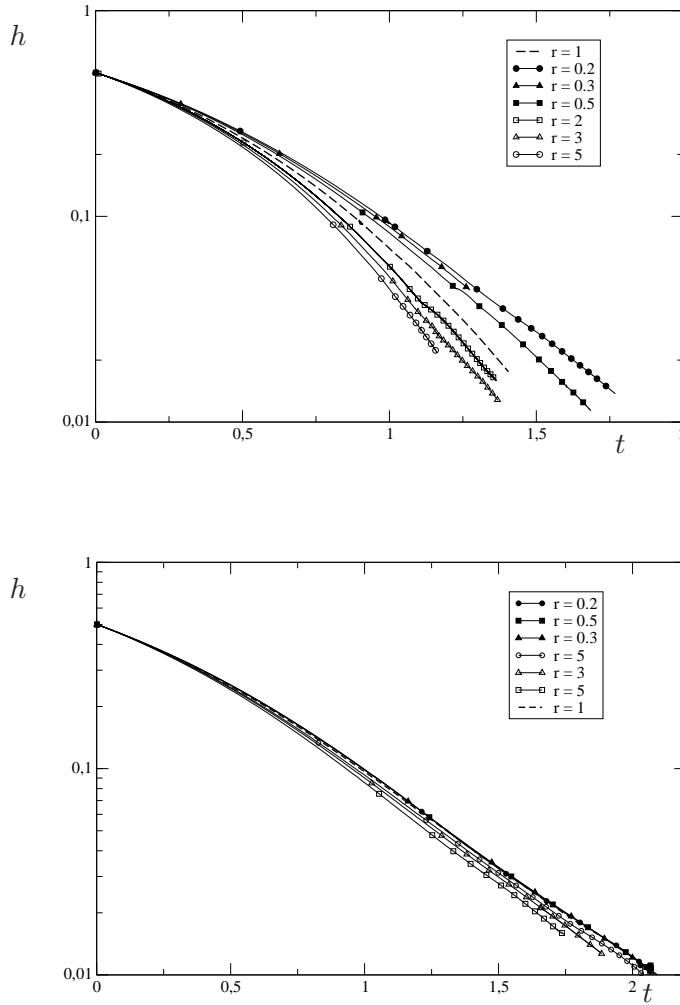 h
1
0,1
0,01
0
0,5
1
1,5
2
t
r = 1
r = 0.2
r = 0.3
r = 0.5
r = 2
r = 3
r = 5
h
1
0,1
0,01
0
0,5
1
1,5
2
t
r = 0.2
r = 0.5
r = 0.3
r = 5
r = 3
r = 5
r = 1